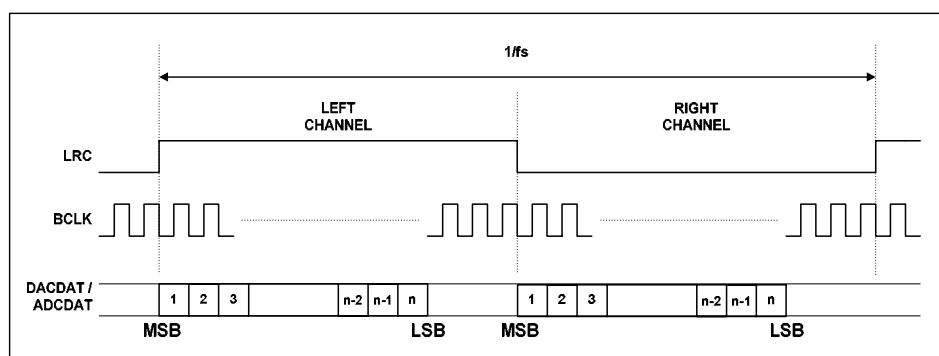 1/fs
LEFT
CHANNEL
RIGHT
CHANNEL
LRC
BCLK
DACDAT /
ADCDAT
1 2 3 n-2 n-1 n 1 2 3 n-2 n-1 n
MSB LSB MSB LSB